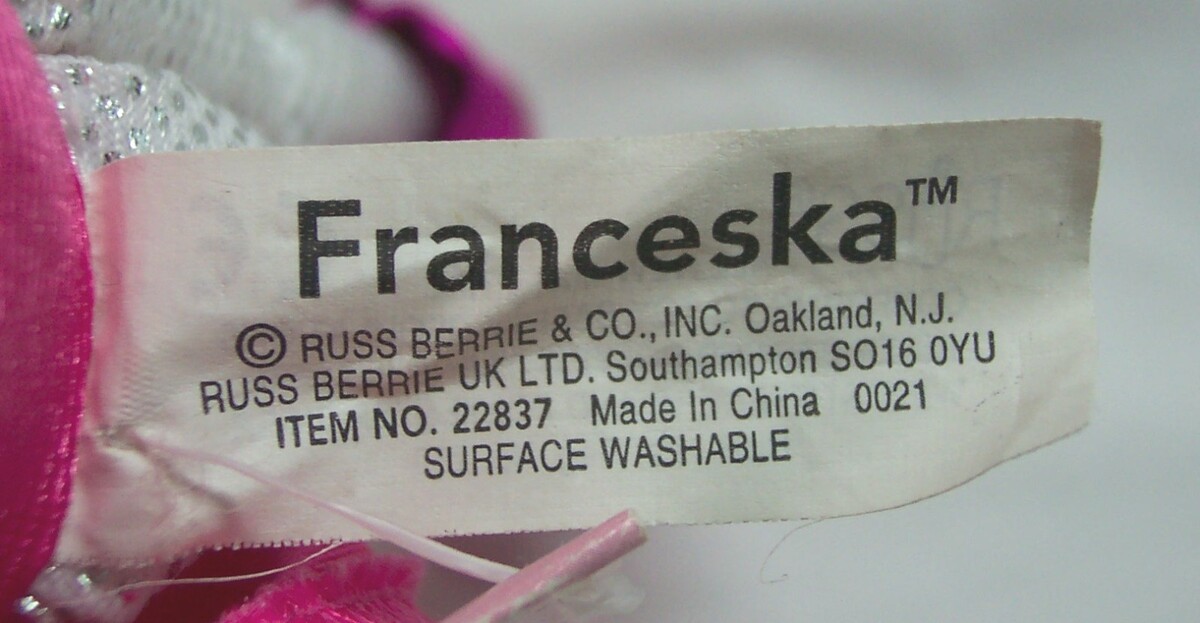 Franceska™
© RUSS BERRIE & CO., INC. Oakland, N.J.
RUSS BERRIE UK LTD. Southampton SO16 0YU
ITEM NO. 22837 Made In China 0021
SURFACE WASHABLE